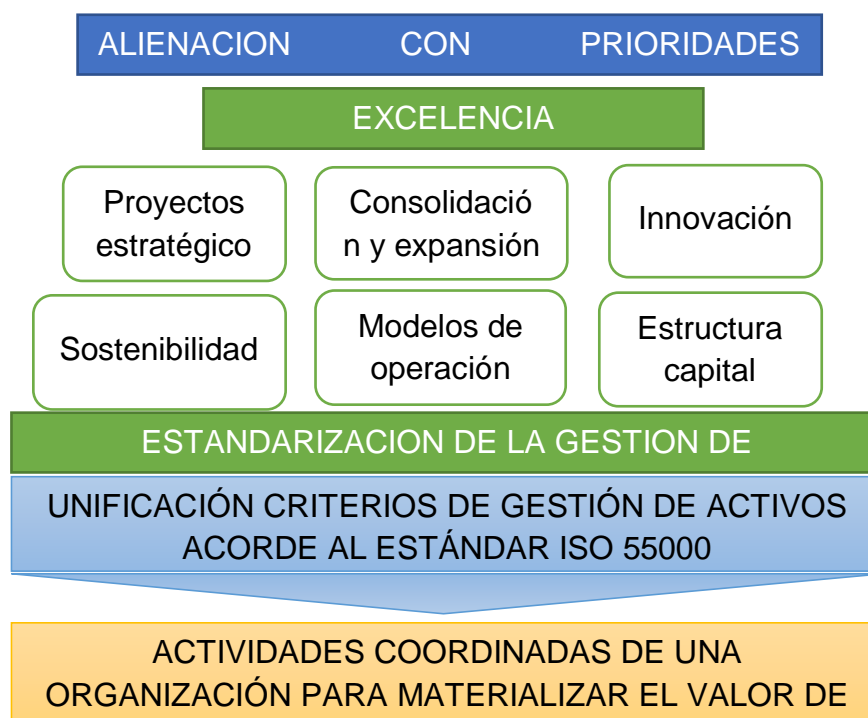 ALIENACION CON PRIORIDADES
EXCELENCIA
Proyectos
estratégico
Consolidació
n y expansión
Innovación
Sostenibilidad
Modelos de
operación
Estructura
capital
ESTANDARIZACION DE LA GESTION DE
UNIFICACIÓN CRITERIOS DE GESTIÓN DE ACTIVOS
ACORDE AL ESTÁNDAR ISO 55000
ACTIVIDADES COORDINADAS DE UNA
ORGANIZACIÓN PARA MATERIALIZAR EL VALOR DE